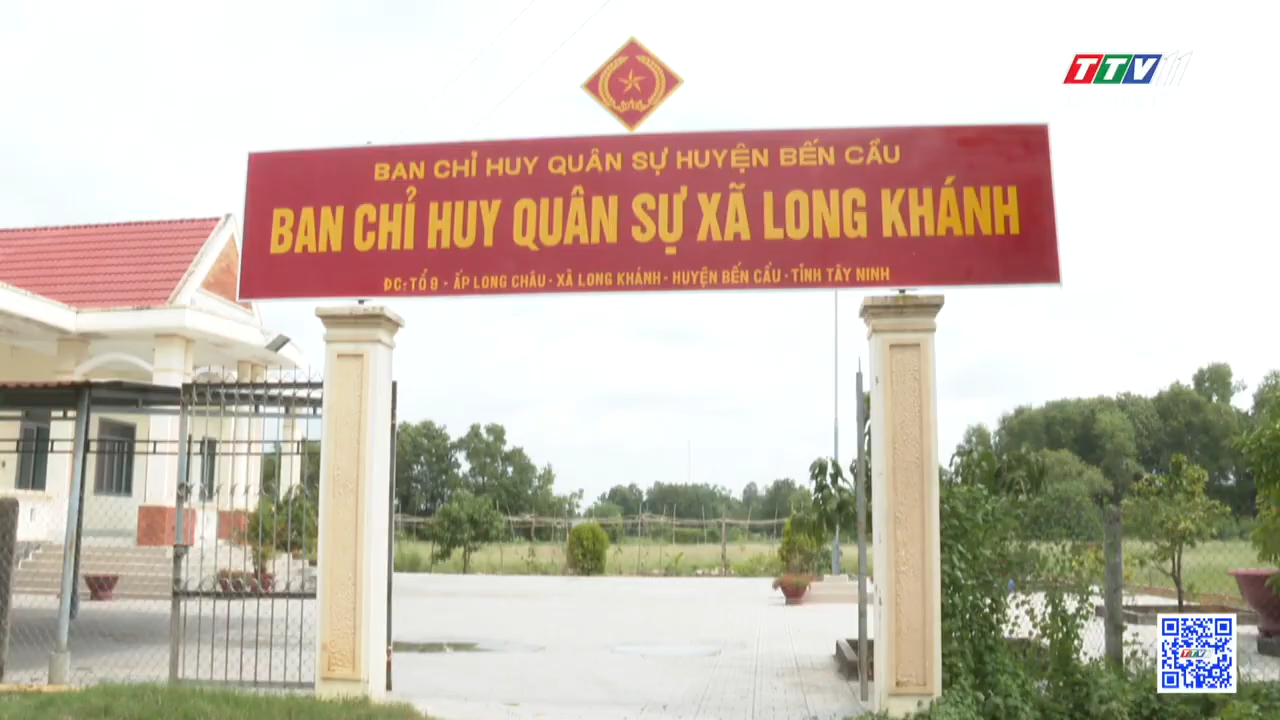 TTV11
BAN CHỈ HUY QUÂN SỰ HUYỆN BẾN CẦU
BAN CHỈ HUY QUÂN SỰ XÃ LONG KHÁNH
ĐC: TỔ 9 - ẤP LONG CHÂU - XÃ LONG KHÁNH - HUYỆN BẾN CẦU - TỈNH TÂY NINH
TTV